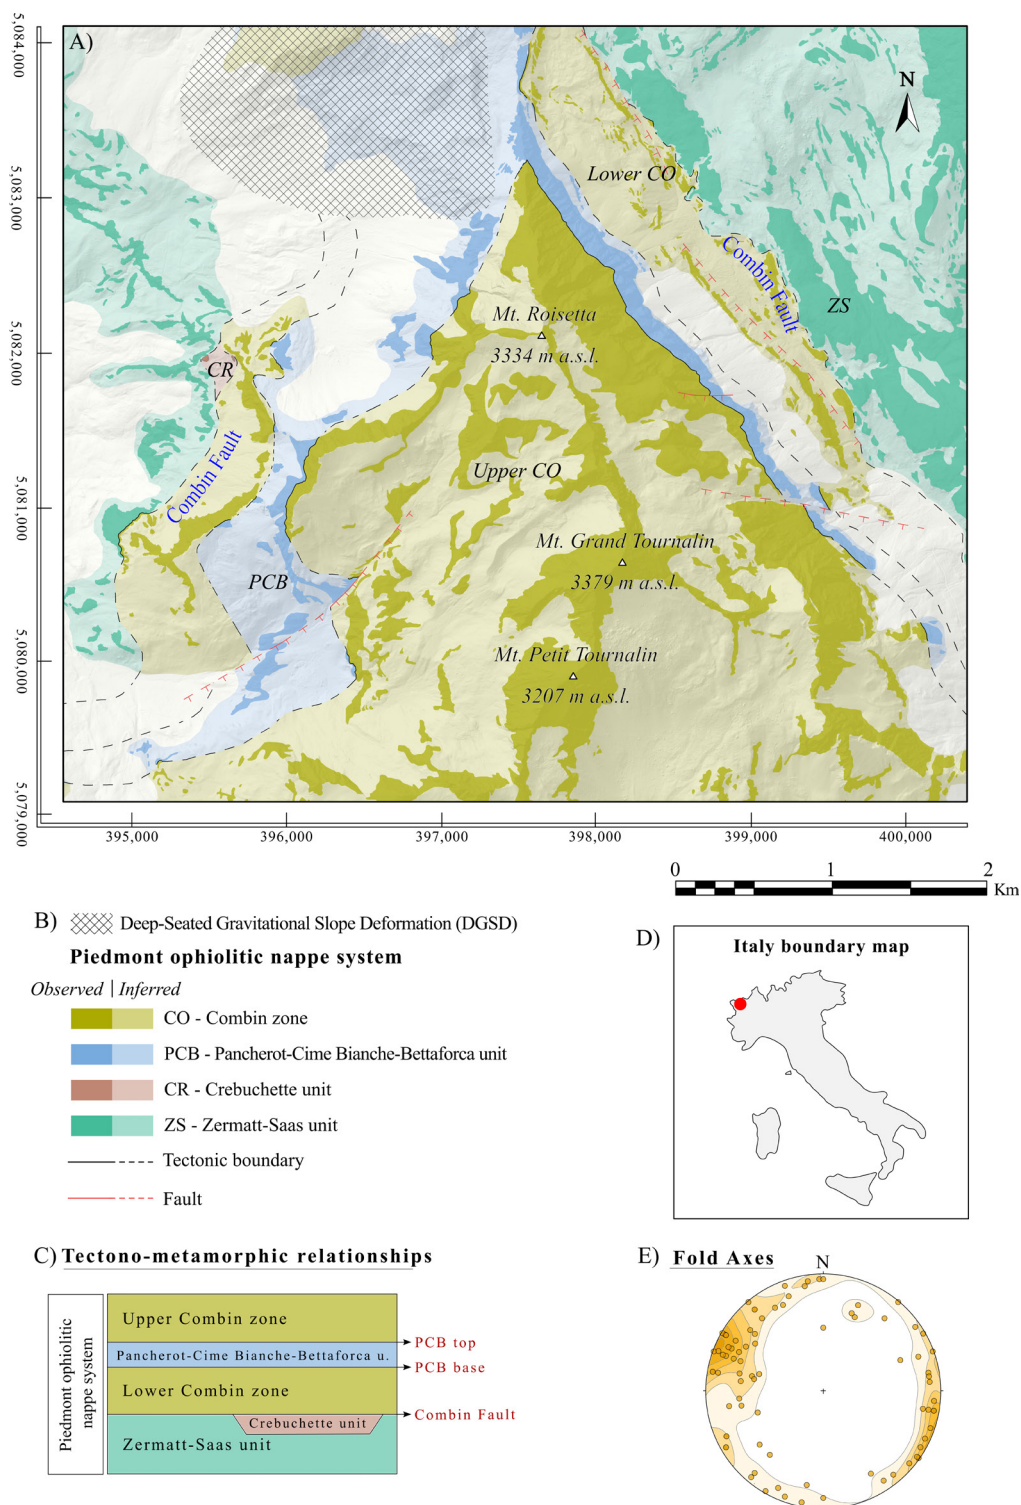 A)
5,084,000
5,083,000
5,082,000
5,081,000
5,080,000
5,079,000
N
Lower CO
Combin Fault
ZS
Mt. Roisetta
3334 m a.s.l.
CR
Combin Fault
Upper CO
Mt. Grand Tournalin
3379 m a.s.l.
PCB
Mt. Petit Tournalin
3207 m a.s.l.
395,000
396,000
397,000
398,000
399,000
400,000
0 1 2
Km
B)
Deep-Seated Gravitational Slope Deformation (DGSD)
Piedmont ophiolitic nappe system
Observed | Inferred
CO - Combin zone
PCB - Pancherot-Cime Bianche-Bettaforca unit
CR - Crebuchette unit
ZS - Zermatt-Saas unit
Tectonic boundary
Fault
D)
Italy boundary map
C) Tectono-metamorphic relationships
Piedmont ophiolitic
nappe system
Upper Combin zone
PCB top
Pancherot-Cime Bianche-Bettaforca u.
PCB base
Lower Combin zone
Combin Fault
Crebuchette unit
Zermatt-Saas unit
E) Fold Axes
N